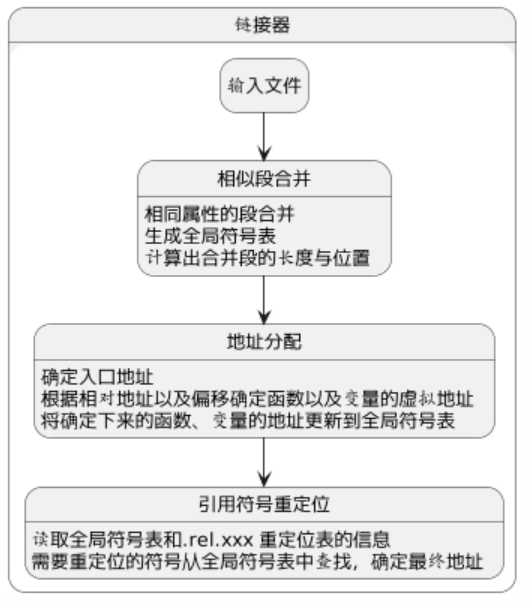 链接器
输入文件
相似段合并
相同属性的段合并
生成全局符号表
计算出合并段的长度与位置
地址分配
确定入口地址
根据相对地址以及偏移确定函数以及变量的虚拟地址
将确定下来的函数、变量的地址更新到全局符号表
引用符号重定位
读取全局符号表和.rel.xxx 重定位表的信息
需要重定位的符号从全局符号表中查找，确定最终地址